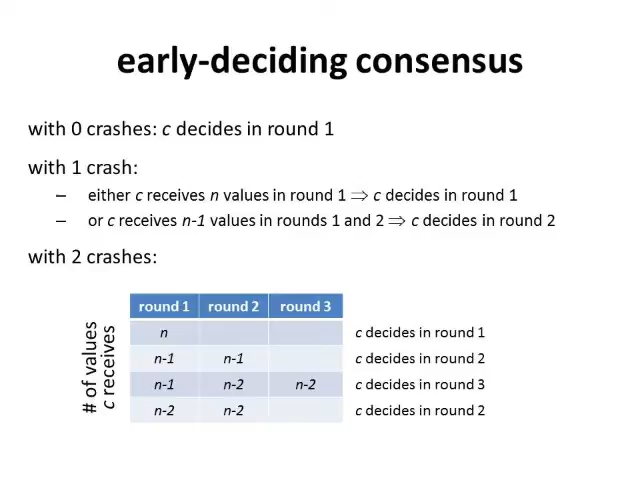 early-deciding consensus
with 0 crashes: c decides in round 1
with 1 crash:
– either c receives n values in round 1 ⇒ c decides in round 1
– or c receives n-1 values in rounds 1 and 2 ⇒ c decides in round 2
with 2 crashes:
# of values
c receives
round 1 round 2 round 3
n c decides in round 1
n-1 n-1 c decides in round 2
n-1 n-2 n-2 c decides in round 3
n-2 n-2 c decides in round 2